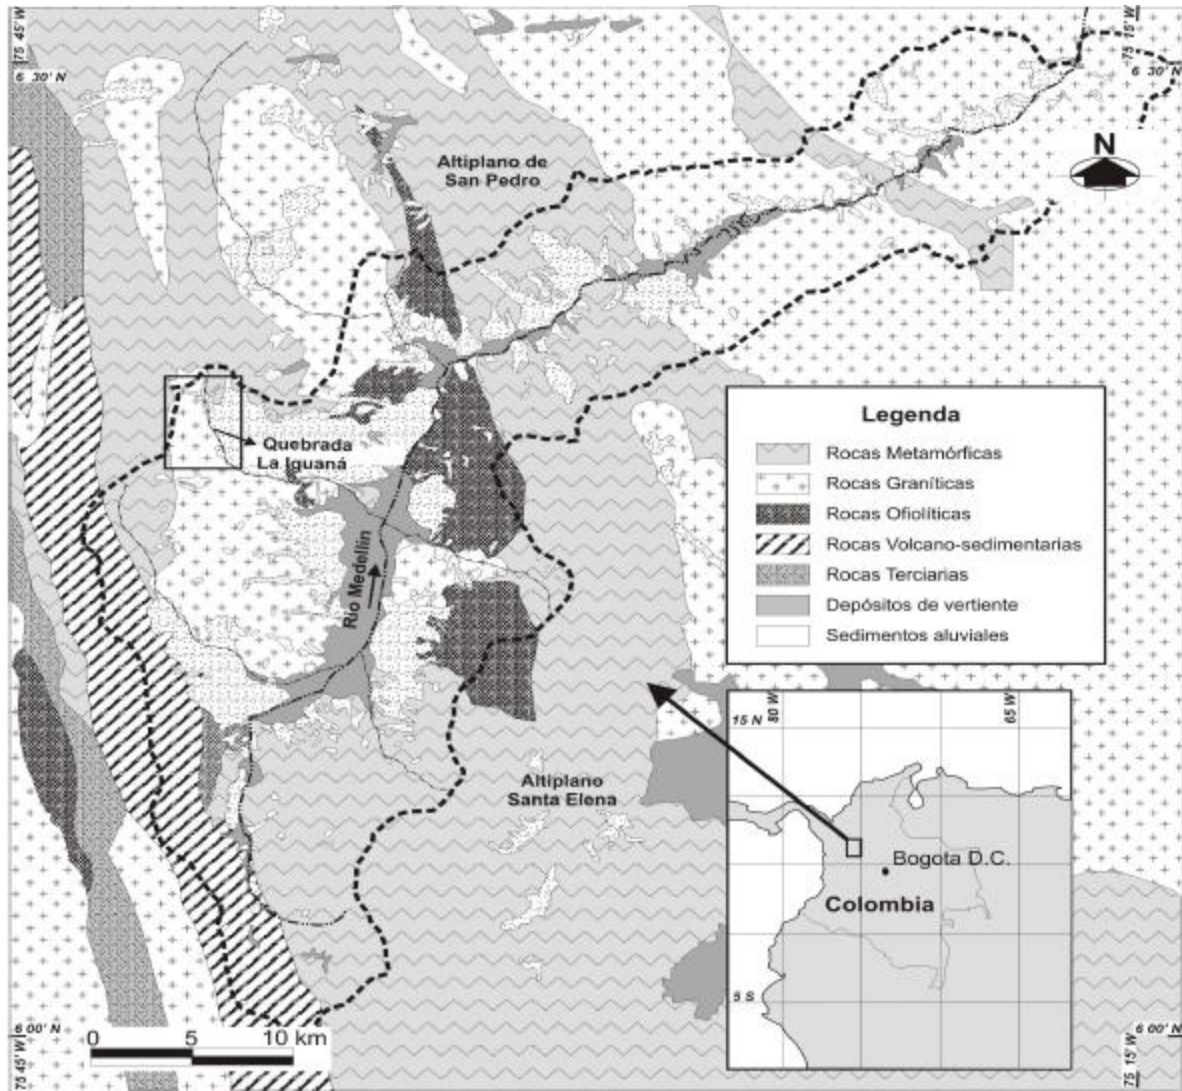 75 45' W
6 30' N
75 15' W
6 30' N
N
Altiplano de
San Pedro
Quebrada
La Iguaná
Río Medellín
Altiplano
Santa Elena
Legenda
Rocas Metamórficas
Rocas Graníticas
Rocas Ofiolíticas
Rocas Volcano-sedimentarias
Rocas Terciarias
Depósitos de vertiente
Sedimentos aluviales
80 W
65 W
15 N
Bogota D.C.
Colombia
5 S
6 00' N
0 5 10 km
75 45' W
6 00' N
75 15' W